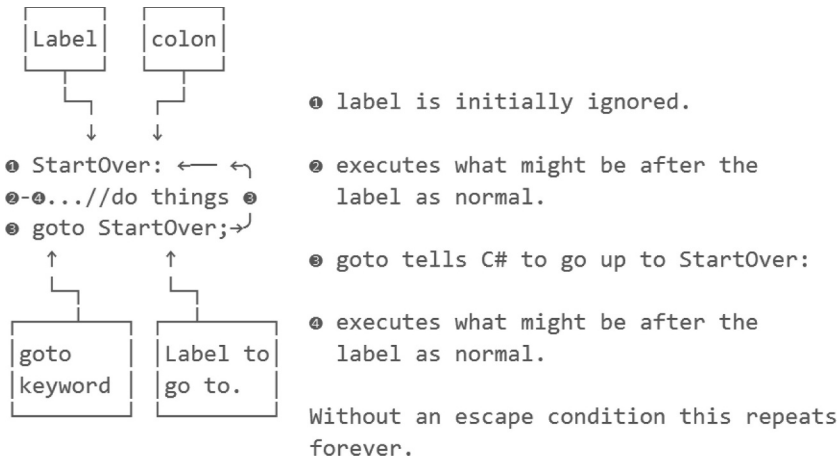 Label colon
❶ StartOver: ←── ←╮
❷-❹...//do things ❸
❸ goto StartOver;→╯
goto
keyword
Label to
go to.
❶ label is initially ignored.
❷ executes what might be after the
label as normal.
❸ goto tells C# to go up to StartOver:
❹ executes what might be after the
label as normal.
Without an escape condition this repeats
forever.